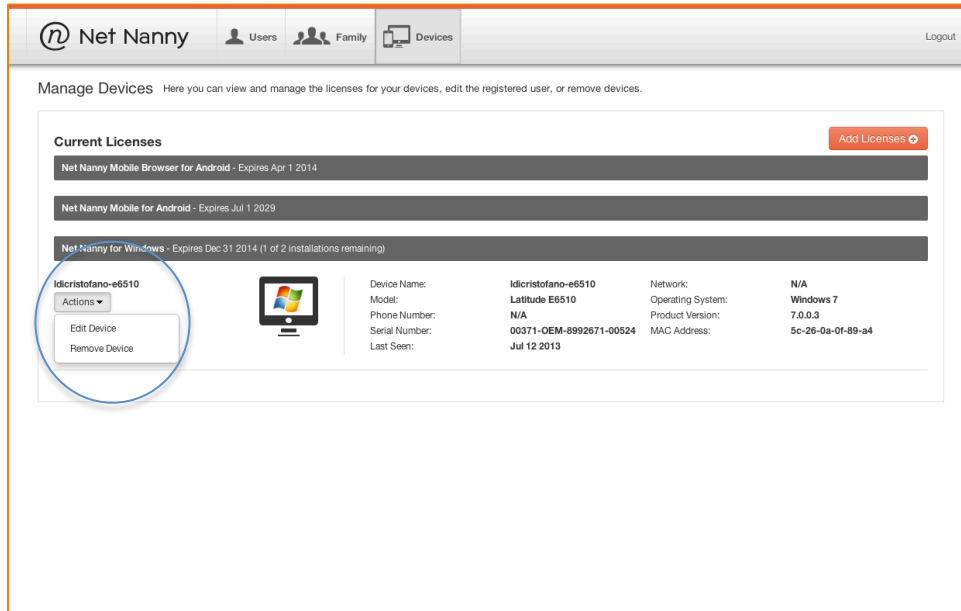 n Net Nanny Users Family Devices Logout
Manage Devices Here you can view and manage the licenses for your devices, edit the registered user, or remove devices.
Current Licenses Add Licenses
Net Nanny Mobile Browser for Android - Expires Apr 1 2014
Net Nanny Mobile for Android - Expires Jul 1 2029
Net Nanny for Windows - Expires Dec 31 2014 (1 of 2 installations remaining)
ldicristofano-e6510
Actions
Edit Device
Remove Device
Device Name: ldicristofano-e6510 Network: N/A
Model: Latitude E6510 Operating System: Windows 7
Phone Number: N/A Product Version: 7.0.0.3
Serial Number: 00371-OEM-8992671-00524 MAC Address: 5c-26-0a-0f-89-a4
Last Seen: Jul 12 2013